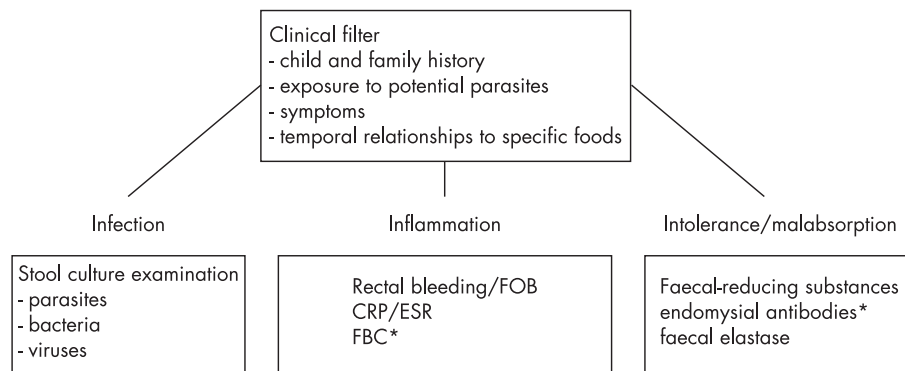 Clinical filter
- child and family history
- exposure to potential parasites
- symptoms
- temporal relationships to specific foods
Infection
Inflammation
Intolerance/malabsorption
Stool culture examination
- parasites
- bacteria
- viruses
Rectal bleeding/FOB
CRP/ESR
FBC*
Faecal-reducing substances
endomysial antibodies*
faecal elastase